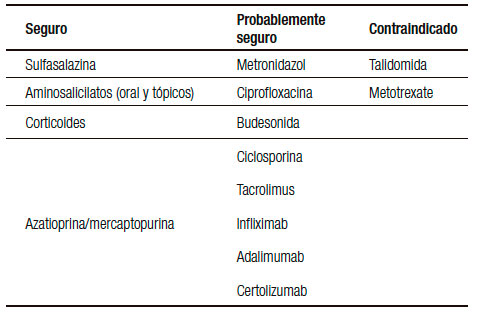 Seguro Probablemente seguro Contraindicado
Sulfasalazina Metronidazol Talidomida
Aminosalicilatos (oral y tópicos) Ciprofloxacina Metotrexate
Corticoides Budesonida
Ciclosporina
Tacrolimus
Azatioprina/mercaptopurina Infliximab
Adalimumab
Certolizumab